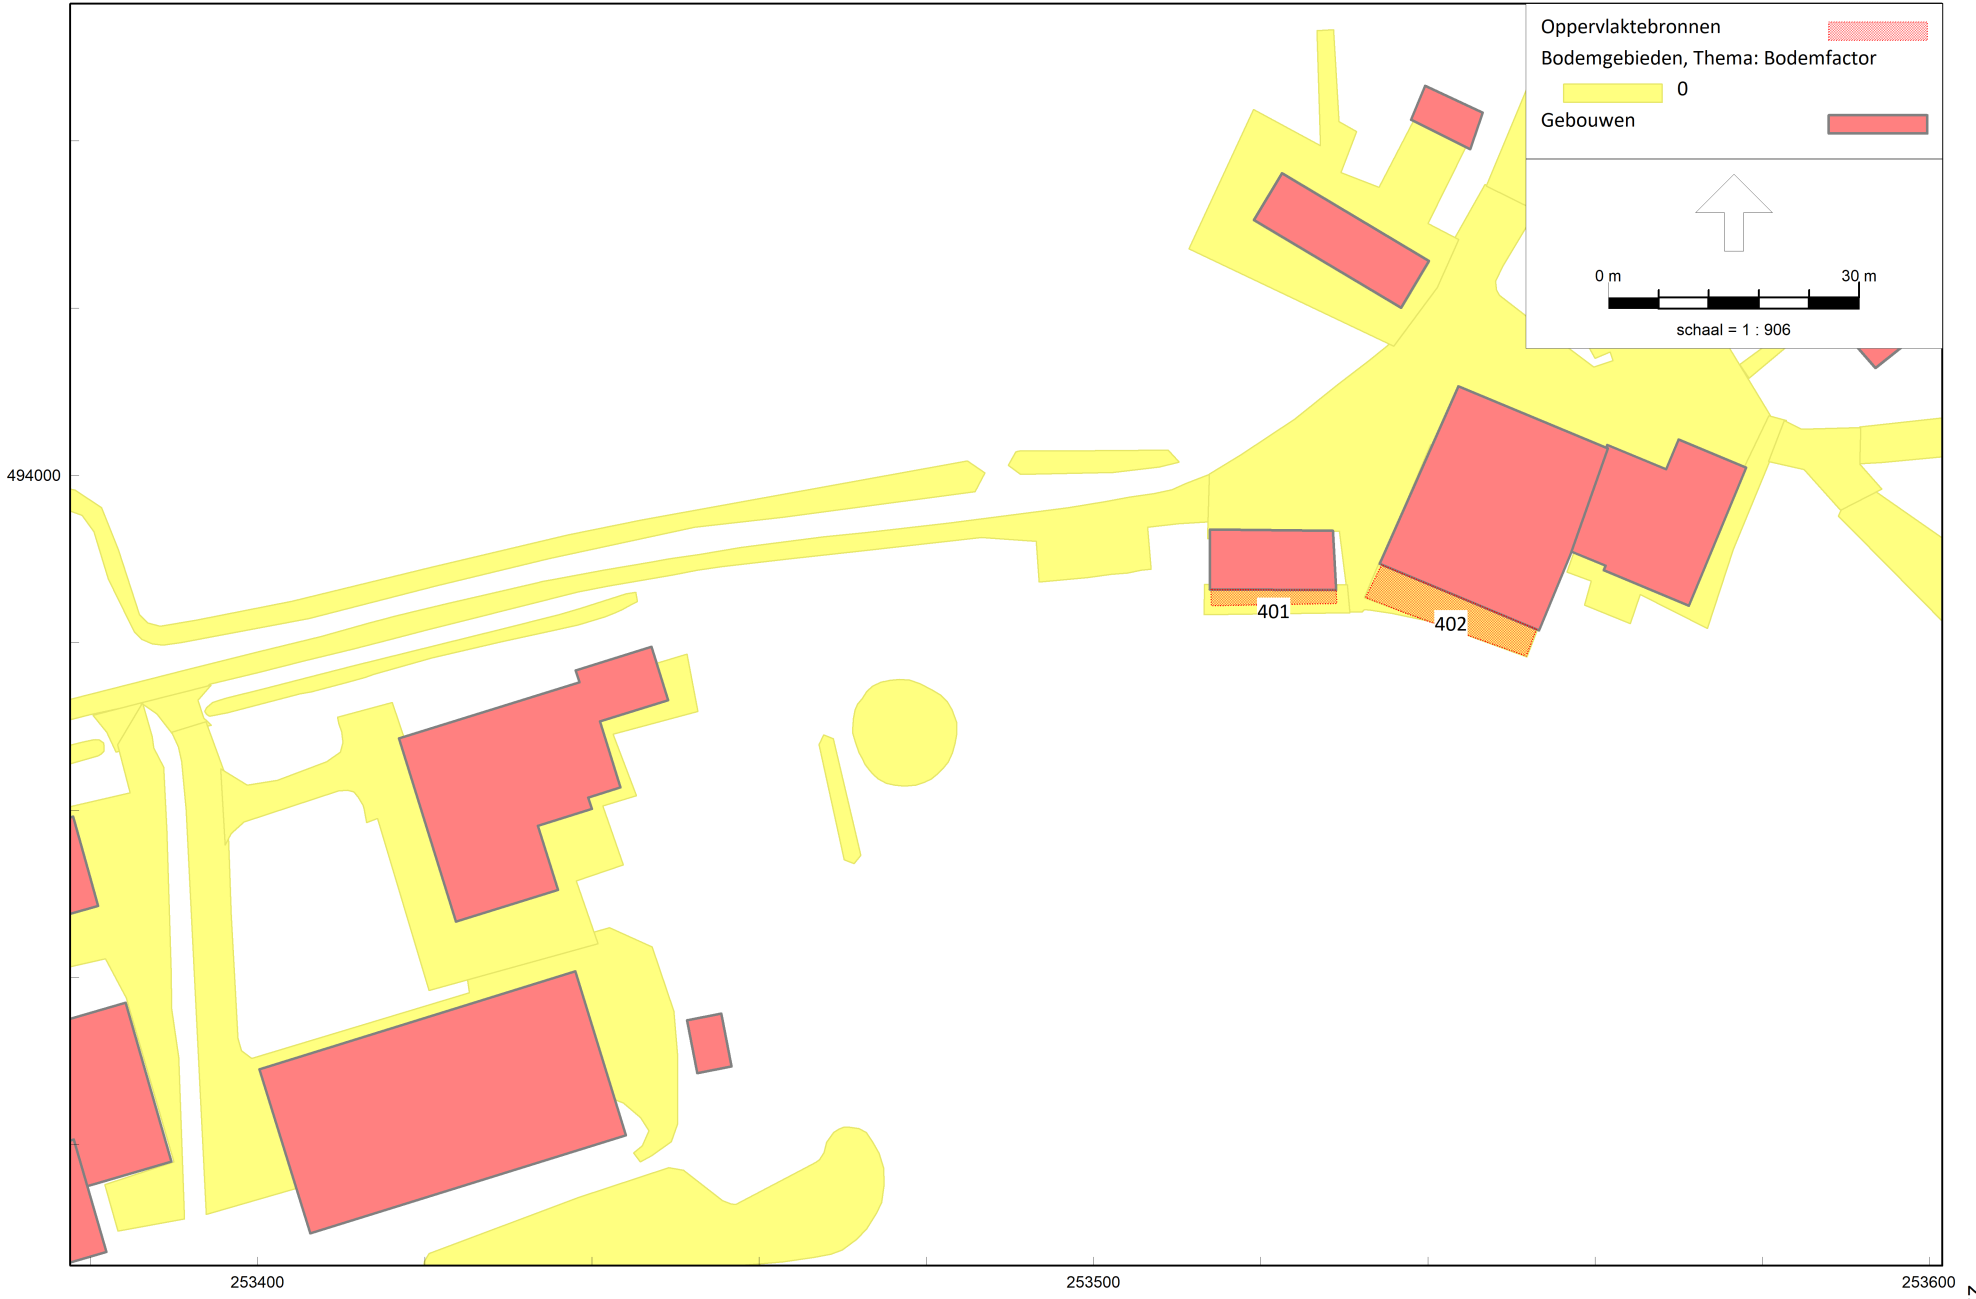 Oppervlaktebronnen
Bodemgebieden, Thema: Bodemfactor
0
Gebouwen
0 m 30 m
schaal = 1 : 906
494000
401
402
253400 253500 253600